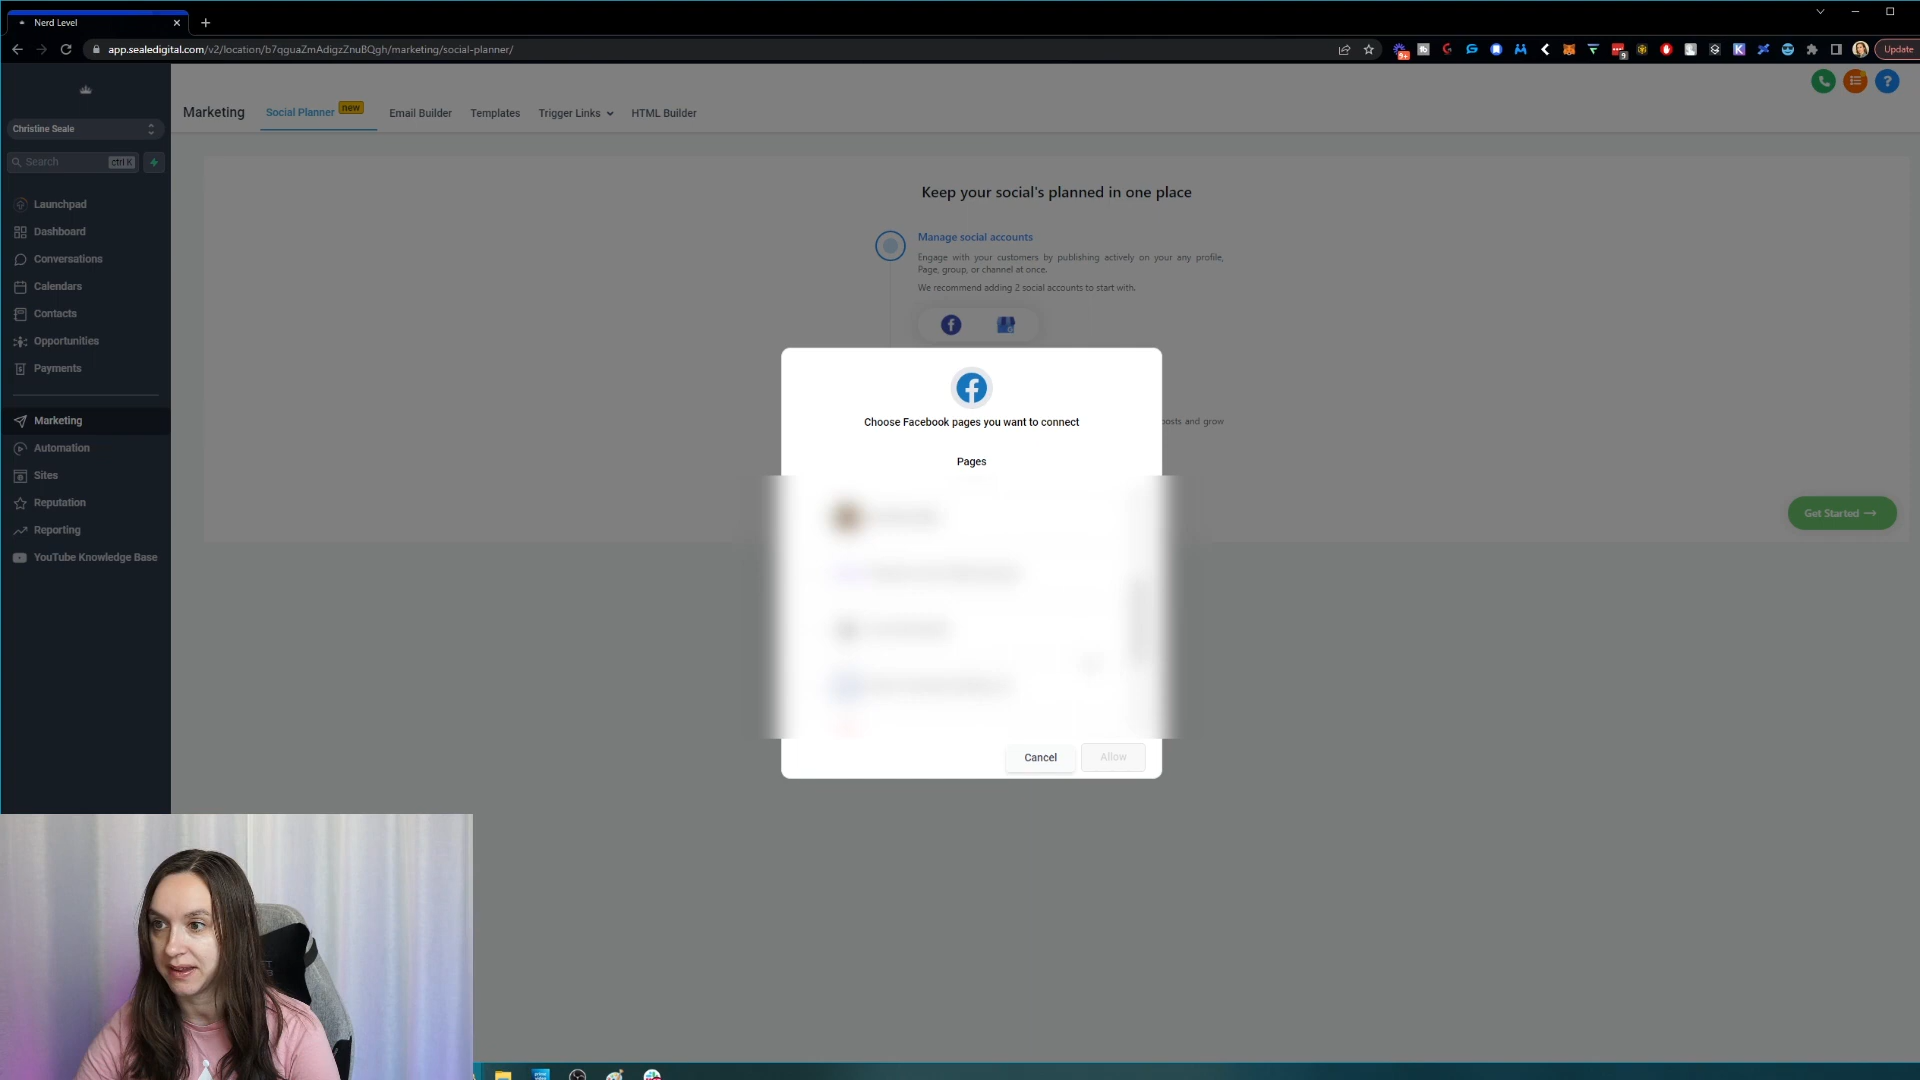 Nerd Level
app.sealedigital.com/v2/location/b7qguaZmAdigzZnuBQgh/marketing/social-planner/
9+
9
Update
Christine Seale
Search
ctrl K
Launchpad
Dashboard
Conversations
Calendars
Contacts
Opportunities
Payments
Marketing
Automation
Sites
Reputation
Reporting
YouTube Knowledge Base
Marketing
Social Planner
new
Email Builder
Templates
Trigger Links
HTML Builder
Keep your social's planned in one place
Manage social accounts
Engage with your customers by publishing actively on your any profile,
Page, group, or channel at once.
We recommend adding 2 social accounts to start with.
Choose Facebook pages you want to connect
posts and grow
Pages
Get Started →
Cancel
Allow